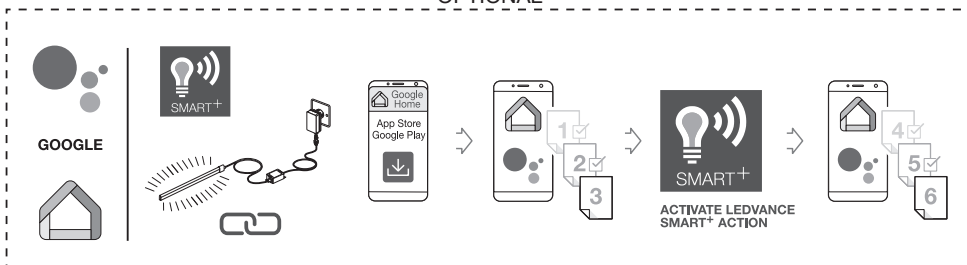 OPTIONAL
GOOGLE
SMART+
Google
Home
App Store
Google Play
1
2
3
SMART+
ACTIVATE LEDVANCE
SMART+ ACTION
4
5
6